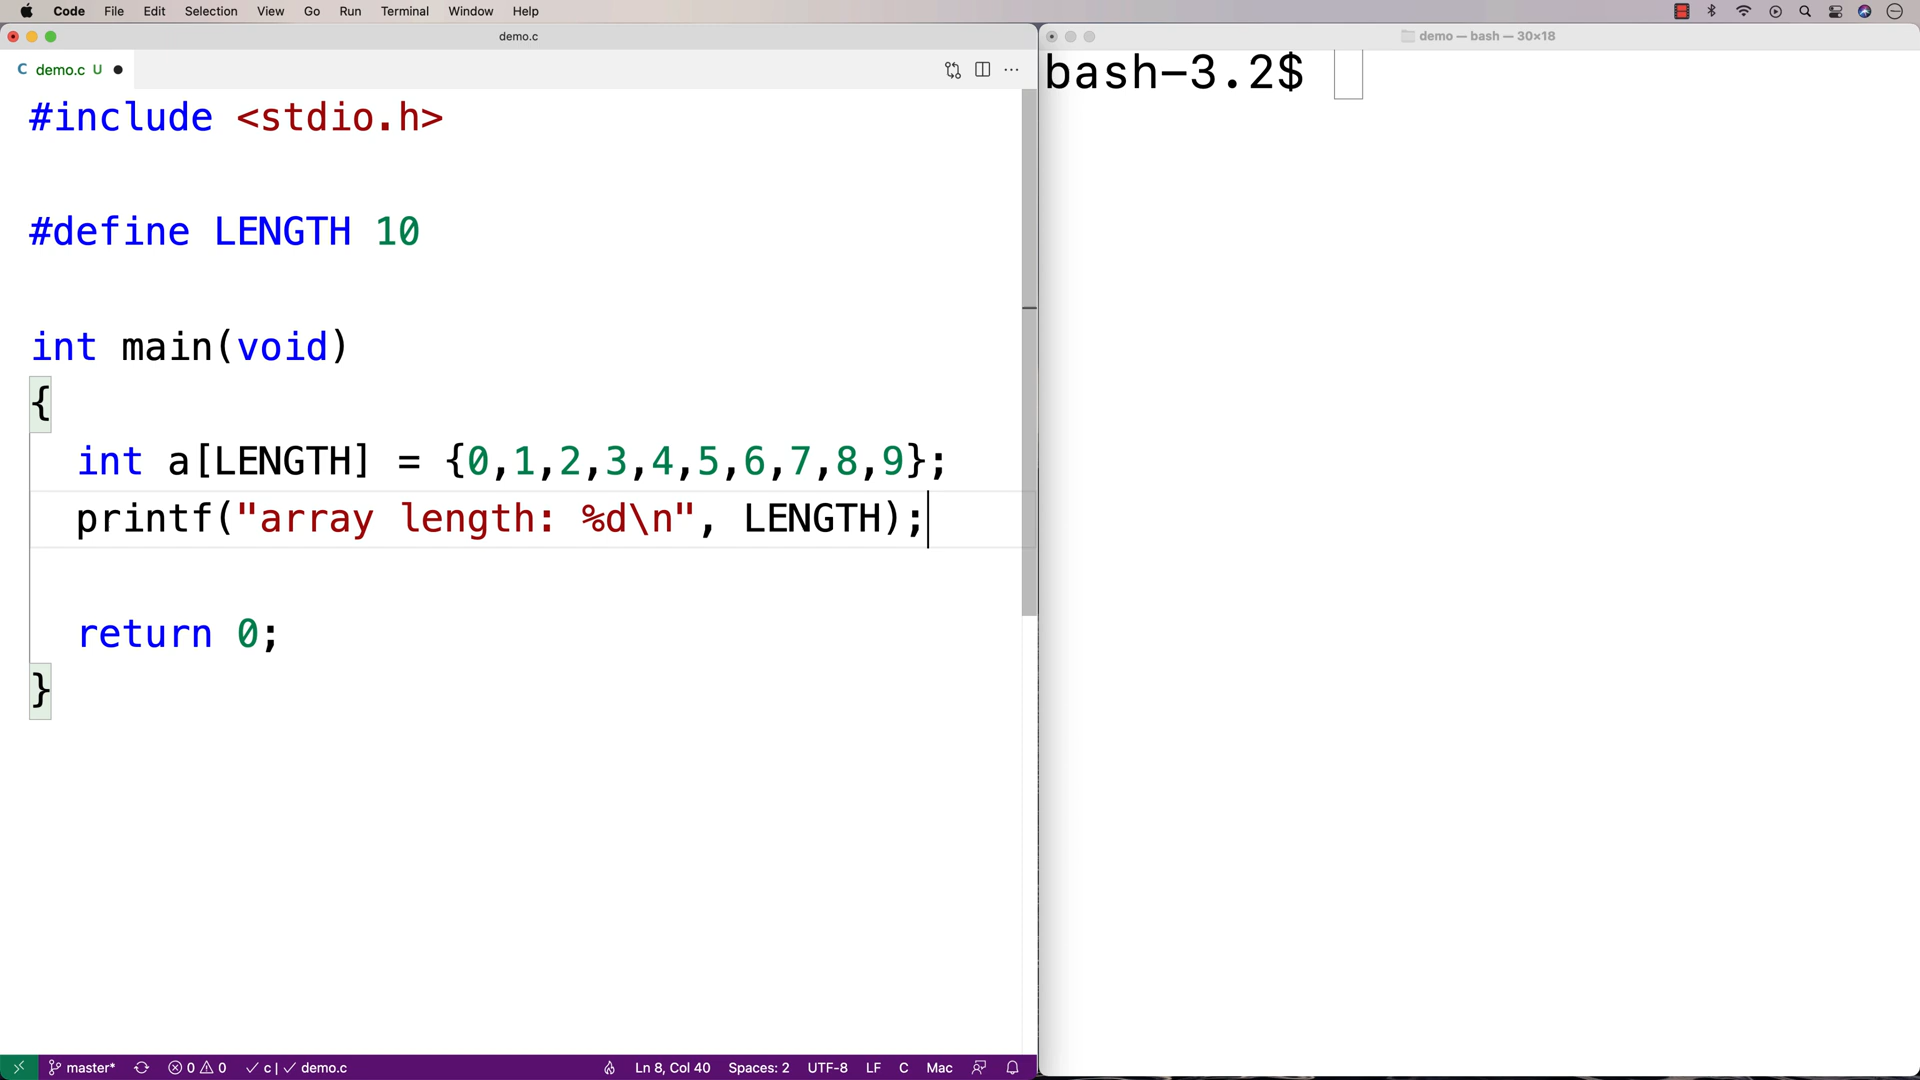 Code File Edit Selection View Go Run Terminal Window Help
demo.c
demo — bash — 30×18
C demo.c U
bash-3.2$
#include <stdio.h>
#define LENGTH 10
int main(void)
{
int a[LENGTH] = {0,1,2,3,4,5,6,7,8,9};
printf("array length: %d\n", LENGTH);
return 0;
}
master* 0 0 c | demo.c Ln 8, Col 40 Spaces: 2 UTF-8 LF C Mac